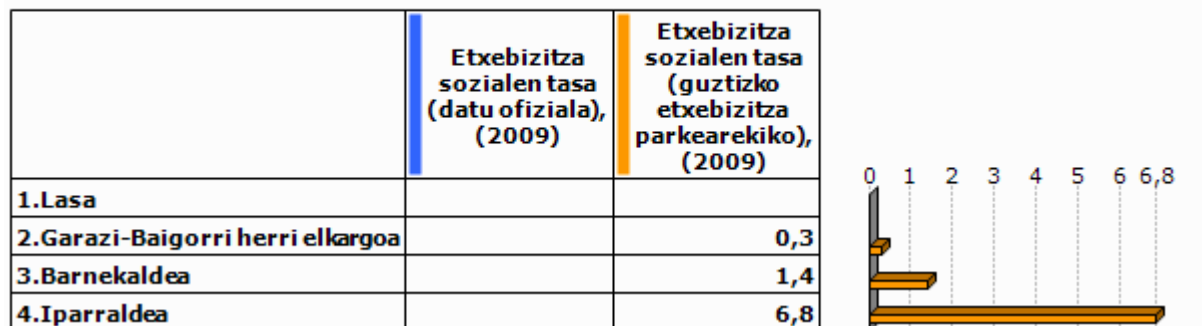 Etxebizitza
sozialen tasa
(datu ofiziala),
(2009)
Etxebizitza
sozialen tasa
(guztizko
etxebizitza
parkearekiko),
(2009)
0 1 2 3 4 5 6 6,8
1.Lasa
2.Garazi-Baigorri herri elkargoa 0,3
3.Barnekaldea 1,4
4.Iparraldea 6,8